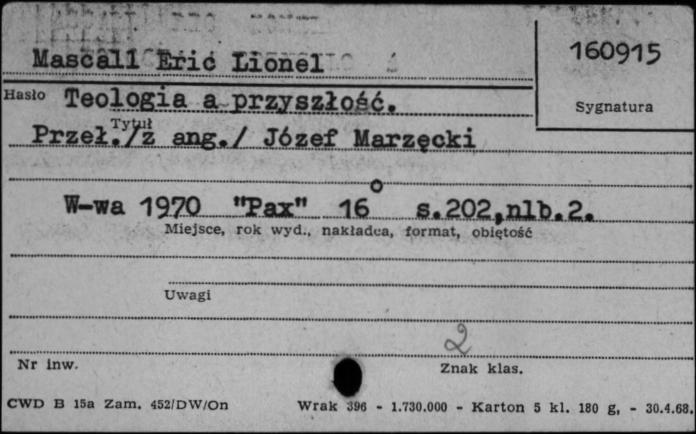 Mascall Eric Lionel
160915
Hasło Teologia a przyszłość.
Sygnatura
Tytuł
Przeł./z ang./ Józef Marzęcki
W-wa 1970 "Pax" 16° s.202,nlb.2.
Miejsce, rok wyd., nakładca, format, objętość
Uwagi
2
Nr inw.
Znak klas.
CWD B 15a Zam. 452/DW/On Wrak 396 - 1.730.000 - Karton 5 kl. 180 g, - 30.4.68.